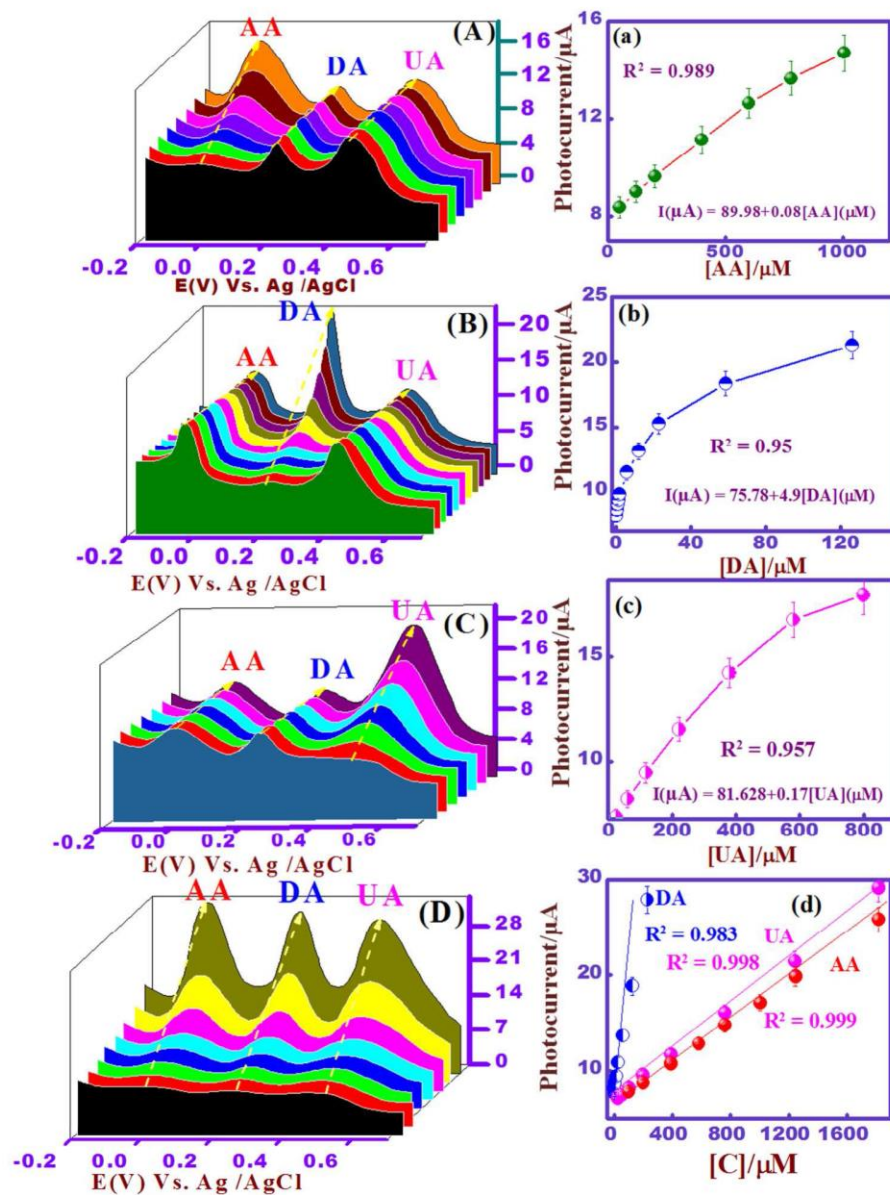 (A)
AA
DA
UA
16
12
8
4
0
Photocurrent/µA
-0.2
0.0
0.2
0.4
0.6
E(V) Vs. Ag /AgCl
(a)
16
12
8
Photocurrent/µA
R² = 0.989
I(µA) = 89.98+0.08[AA](µM)
0
500
1000
[AA]/µM
(B)
AA
DA
UA
20
15
10
5
0
Photocurrent/µA
-0.2
0.0
0.2
0.4
0.6
E(V) Vs. Ag /AgCl
(b)
25
20
15
10
Photocurrent/µA
R² = 0.95
I(µA) = 75.78+4.9[DA](µM)
0
40
80
120
[DA]/µM
(C)
AA
DA
UA
20
16
12
8
4
0
Photocurrent/µA
-0.2
0.0
0.2
0.4
0.6
E(V) Vs. Ag /AgCl
(c)
15
10
Photocurrent/µA
R² = 0.957
I(µA) = 81.628+0.17[UA](µM)
0
200
400
600
800
[UA]/µM
(D)
AA
DA
UA
28
21
14
7
0
Photocurrent/µA
-0.2
0.0
0.2
0.4
0.6
E(V) Vs. Ag /AgCl
(d)
30
20
10
Photocurrent/µA
DA
R² = 0.983
UA
R² = 0.998
AA
R² = 0.999
0
400
800
1200
1600
[C]/µM